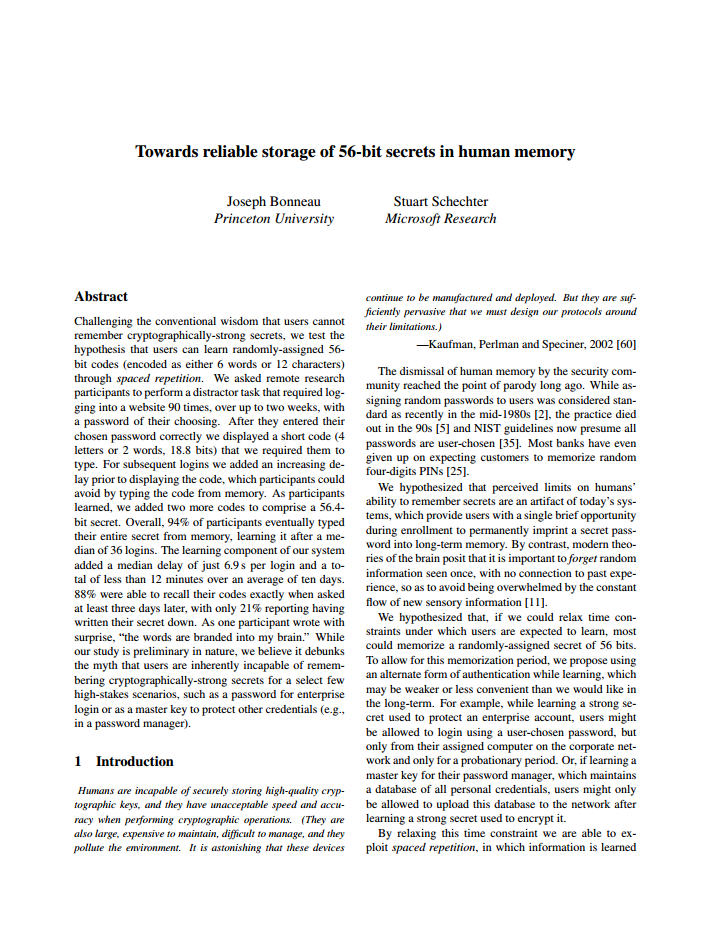 Towards reliable storage of 56-bit secrets in human memory
Joseph Bonneau
Princeton University
Stuart Schechter
Microsoft Research
Abstract
Challenging the conventional wisdom that users cannot
remember cryptographically-strong secrets, we test the
hypothesis that users can learn randomly-assigned 56-
bit codes (encoded as either 6 words or 12 characters)
through spaced repetition. We asked remote research
participants to perform a distractor task that required log-
ging into a website 90 times, over up to two weeks, with
a password of their choosing. After they entered their
chosen password correctly we displayed a short code (4
letters or 2 words, 18.8 bits) that we required them to
type. For subsequent logins we added an increasing de-
lay prior to displaying the code, which participants could
avoid by typing the code from memory. As participants
learned, we added two more codes to comprise a 56.4-
bit secret. Overall, 94% of participants eventually typed
their entire secret from memory, learning it after a me-
dian of 36 logins. The learning component of our system
added a median delay of just 6.9 s per login and a to-
tal of less than 12 minutes over an average of ten days.
88% were able to recall their codes exactly when asked
at least three days later, with only 21% reporting having
written their secret down. As one participant wrote with
surprise, “the words are branded into my brain.” While
our study is preliminary in nature, we believe it debunks
the myth that users are inherently incapable of remem-
bering cryptographically-strong secrets for a select few
high-stakes scenarios, such as a password for enterprise
login or as a master key to protect other credentials (e.g.,
in a password manager).
1 Introduction
Humans are incapable of securely storing high-quality cryp-
tographic keys, and they have unacceptable speed and accu-
racy when performing cryptographic operations. (They are
also large, expensive to maintain, difficult to manage, and they
pollute the environment. It is astonishing that these devices
continue to be manufactured and deployed. But they are suf-
ficiently pervasive that we must design our protocols around
their limitations.)
—Kaufman, Perlman and Speciner, 2002 [60]
The dismissal of human memory by the security com-
munity reached the point of parody long ago. While as-
signing random passwords to users was considered stan-
dard as recently in the mid-1980s [2], the practice died
out in the 90s [5] and NIST guidelines now presume all
passwords are user-chosen [35]. Most banks have even
given up on expecting customers to memorize random
four-digits PINs [25].
We hypothesized that perceived limits on humans’
ability to remember secrets are an artifact of today’s sys-
tems, which provide users with a single brief opportunity
during enrollment to permanently imprint a secret pass-
word into long-term memory. By contrast, modern theo-
ries of the brain posit that it is important to forget random
information seen once, with no connection to past expe-
rience, so as to avoid being overwhelmed by the constant
flow of new sensory information [11].
We hypothesized that, if we could relax time con-
straints under which users are expected to learn, most
could memorize a randomly-assigned secret of 56 bits.
To allow for this memorization period, we propose using
an alternate form of authentication while learning, which
may be weaker or less convenient than we would like in
the long-term. For example, while learning a strong se-
cret used to protect an enterprise account, users might
be allowed to login using a user-chosen password, but
only from their assigned computer on the corporate net-
work and only for a probationary period. Or, if learning a
master key for their password manager, which maintains
a database of all personal credentials, users might only
be allowed to upload this database to the network after
learning a strong secret used to encrypt it.
By relaxing this time constraint we are able to ex-
ploit spaced repetition, in which information is learned